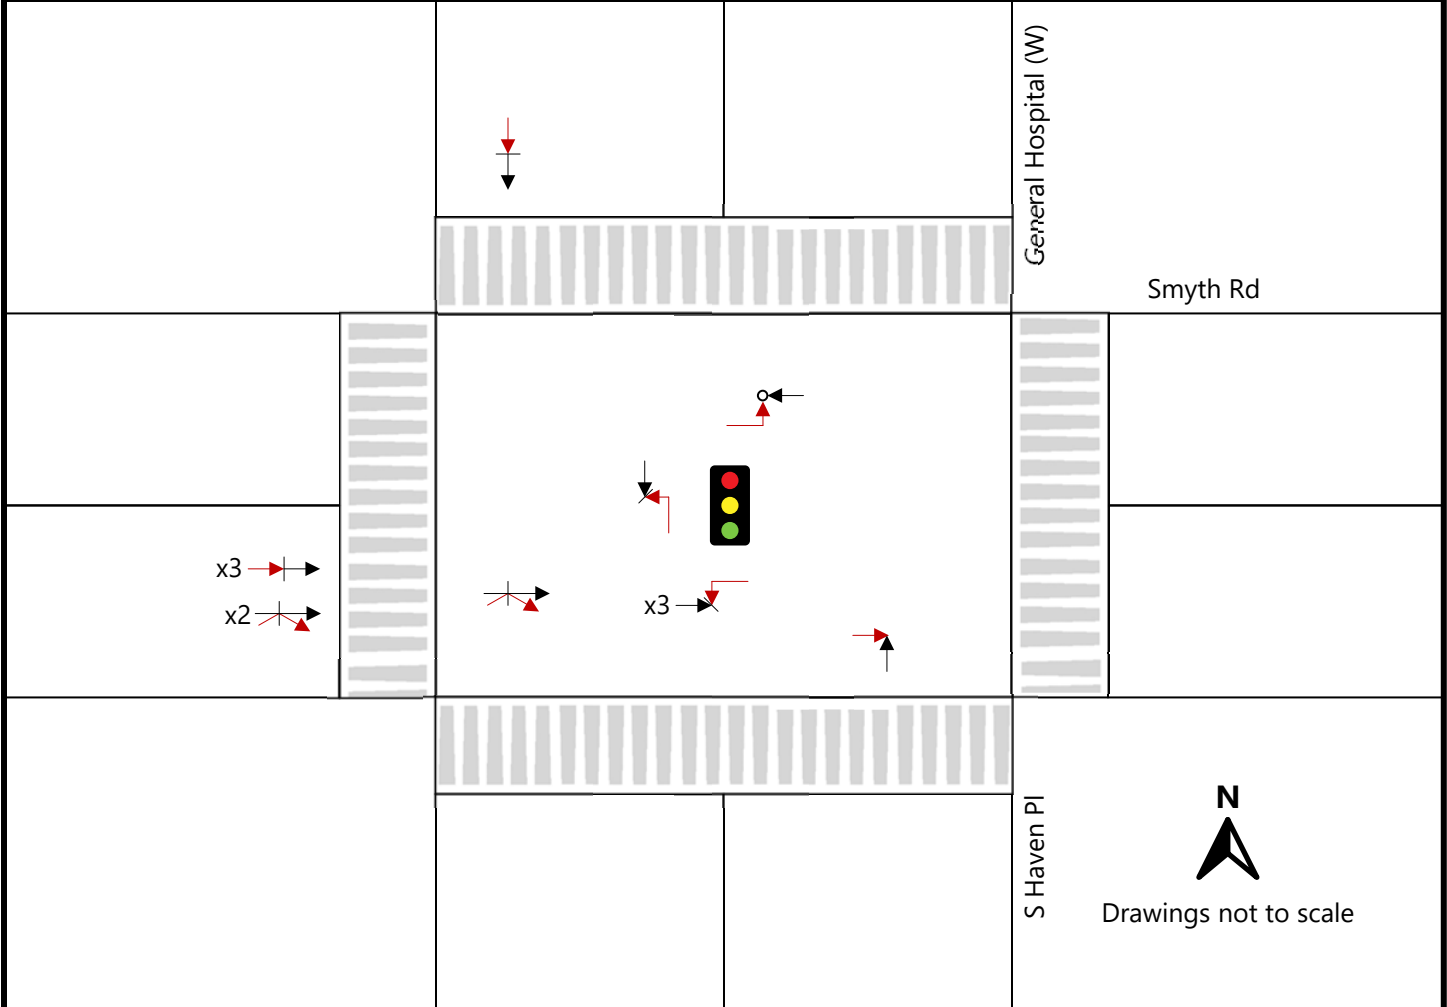 General Hospital (W)
Smyth Rd
x3
x2
x3
S Haven Pl
N
Drawings not to scale